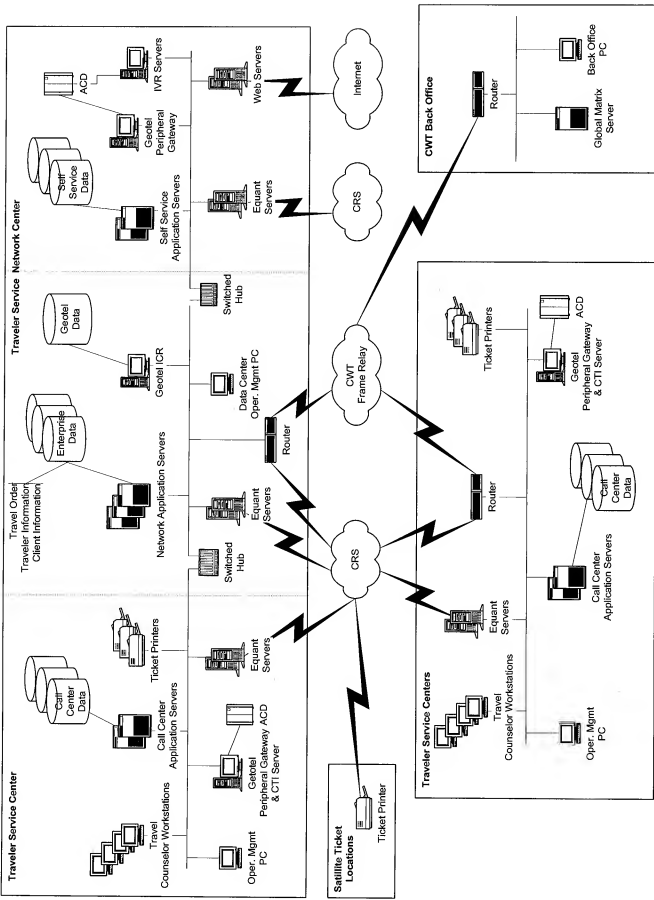 Traveler Service Center
Call
Center
Data
Travel
Counselor Workstations
Call Center
Application Servers
Ticket Printers
Oper. Mgmt
PC
Getotel
Peripheral Gateway
& CTI Server
ACD
Equant
Servers
Traveler Service Network Center
Travel Order
Traveler Information
Client Information
Enterprise
Data
Geotel
Data
Network Application Servers
Geotel ICR
Switched
Hub
Equant
Servers
Router
Data Center
Oper. Mgmt PC
Switched
Hub
Self
Service
Data
Self Service
Application Servers
Geotel
Peripheral
Gateway
ACD
IVR Servers
Equant
Servers
Web Servers
CRS
Internet
CRS
CWT
Frame Relay
Satillite Ticket
Locations
Ticket Printer
Traveler Service Centers
Travel
Counselor Workstations
Equant
Servers
Router
Ticket Printers
Oper. Mgmt
PC
Call Center
Application Servers
Call
Center
Data
Geotel
Peripheral Gateway
& CTI Server
ACD
CWT Back Office
Router
Global Matrix
Server
Back Office
PC